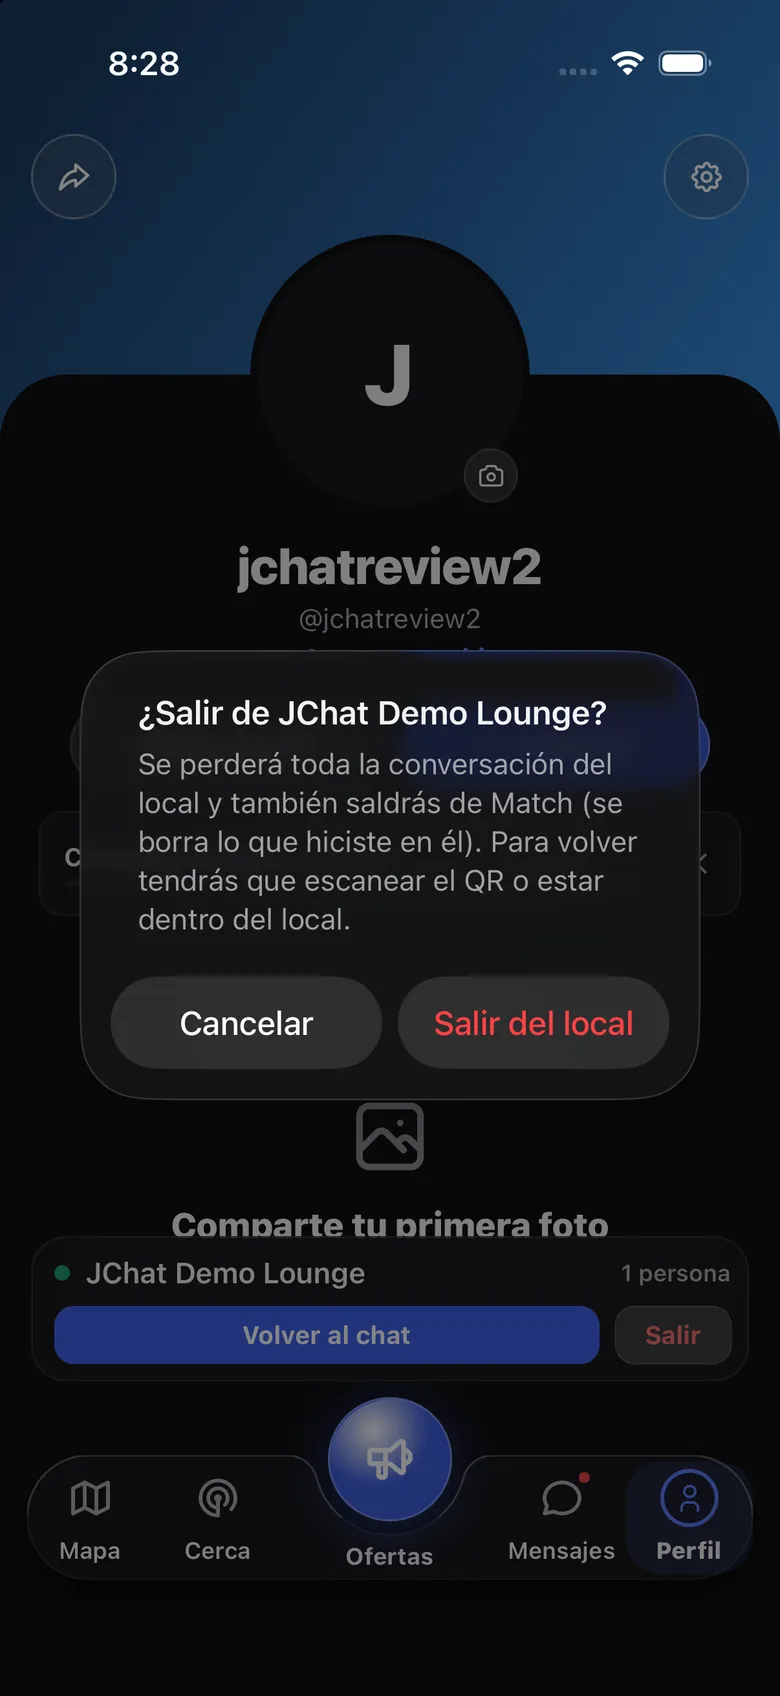 8:28
J
jchatreview2
@jchatreview2
¿Salir de JChat Demo Lounge?
Se perderá toda la conversación del
local y también saldrás de Match (se
borra lo que hiciste en él). Para volver
tendrás que escanear el QR o estar
dentro del local.
Cancelar
Salir del local
Comparte tu primera foto
JChat Demo Lounge
1 persona
Volver al chat
Salir
Mapa
Cerca
Ofertas
Mensajes
Perfil